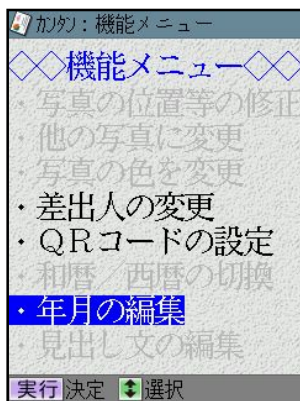 カンタン：機能メニュー
◇◇機能メニュー◇◇
・写真の位置等の修正
・他の写真に変更
・写真の色を変更
・差出人の変更
・QRコードの設定
・和暦／西暦の切換
・年月の編集
・見出し文の編集
実行 決定 選択